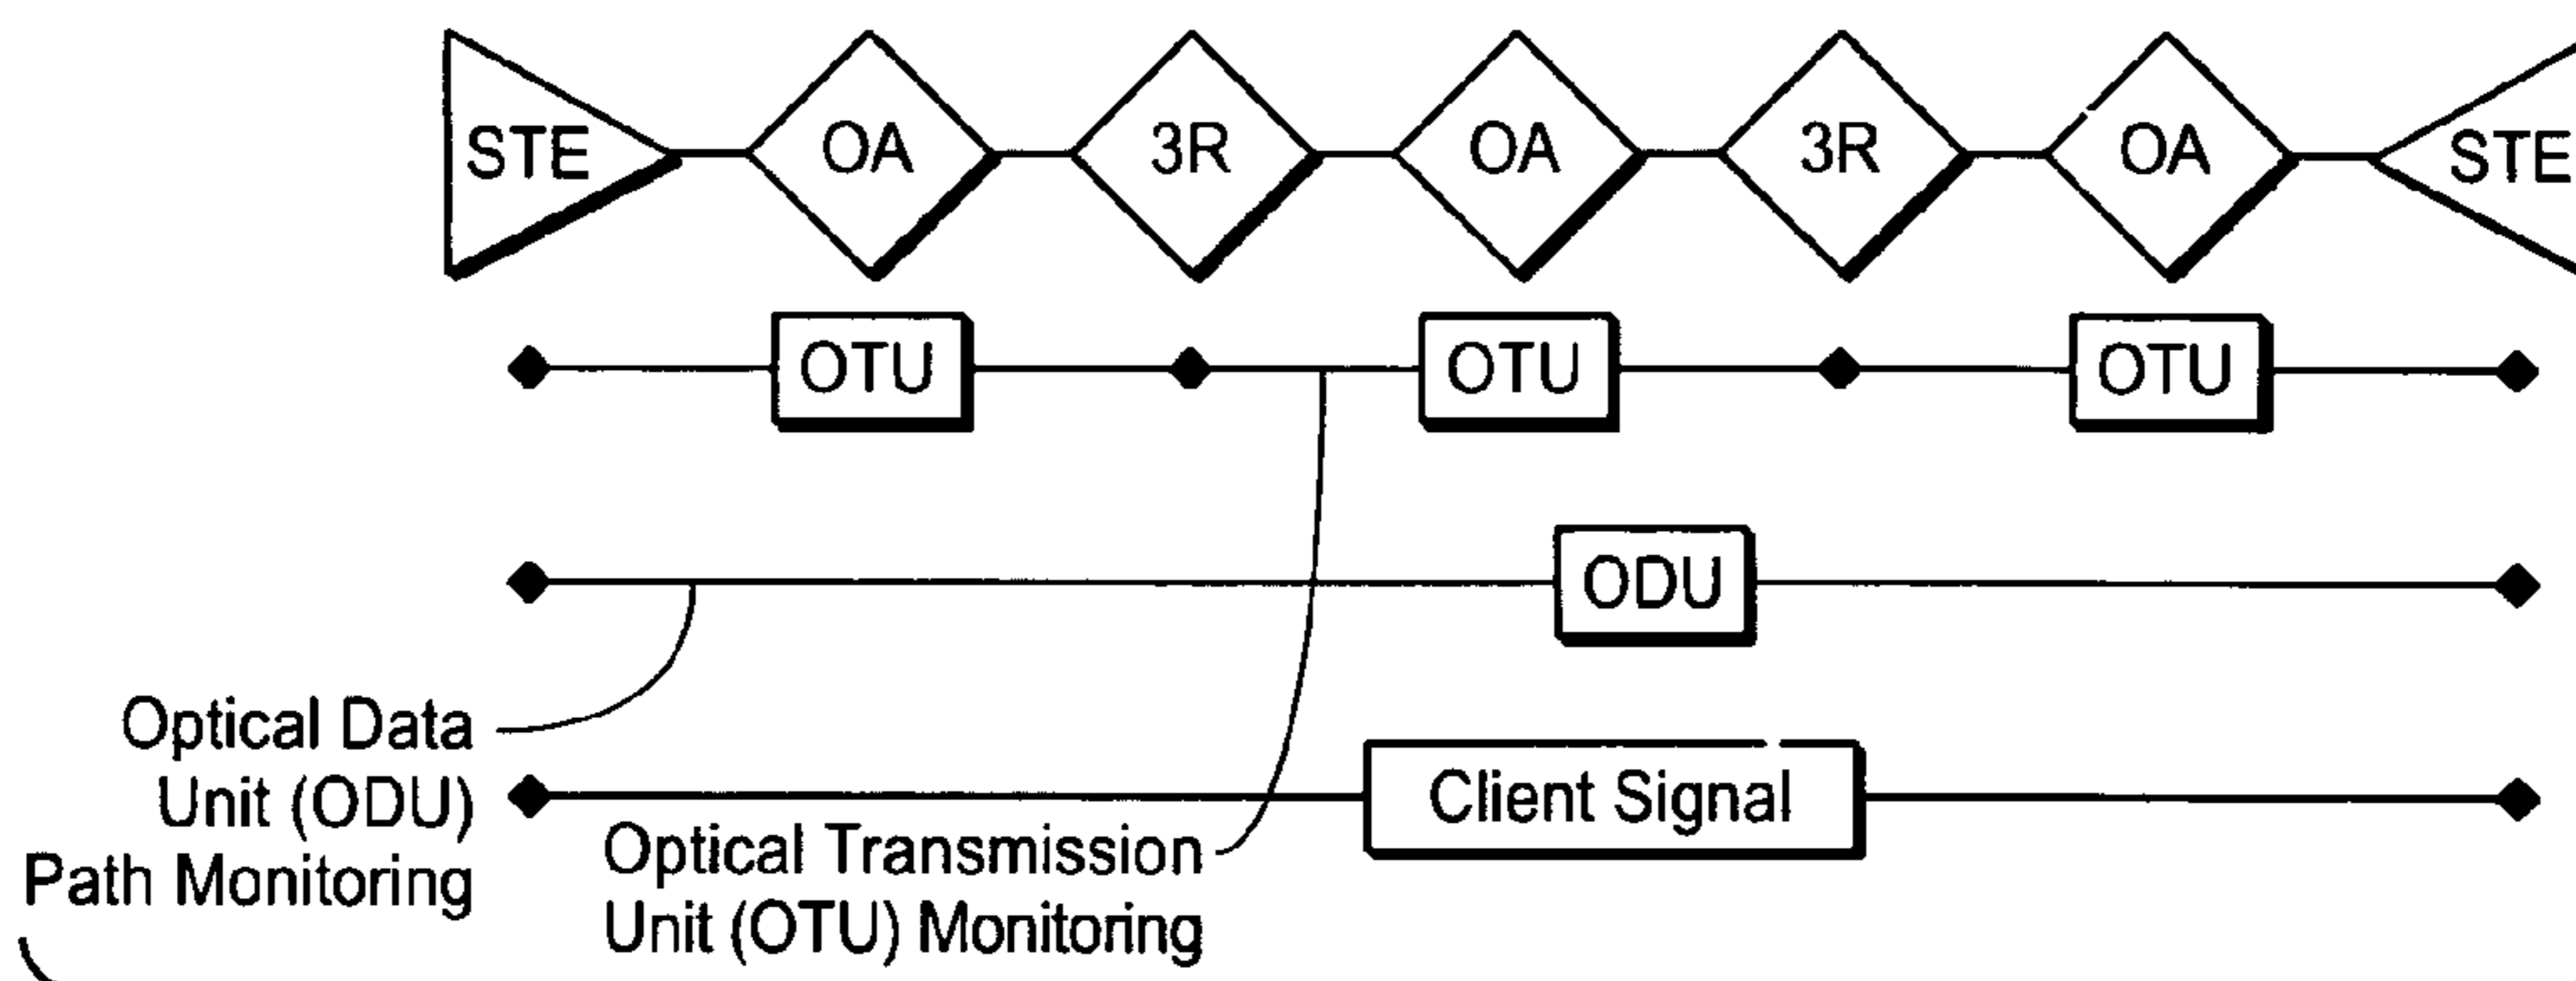 STE OA 3R OA 3R OA STE
OTU OTU OTU
ODU
Optical Data
Unit (ODU)
Path Monitoring
Client Signal
Optical Transmission
Unit (OTU) Monitoring